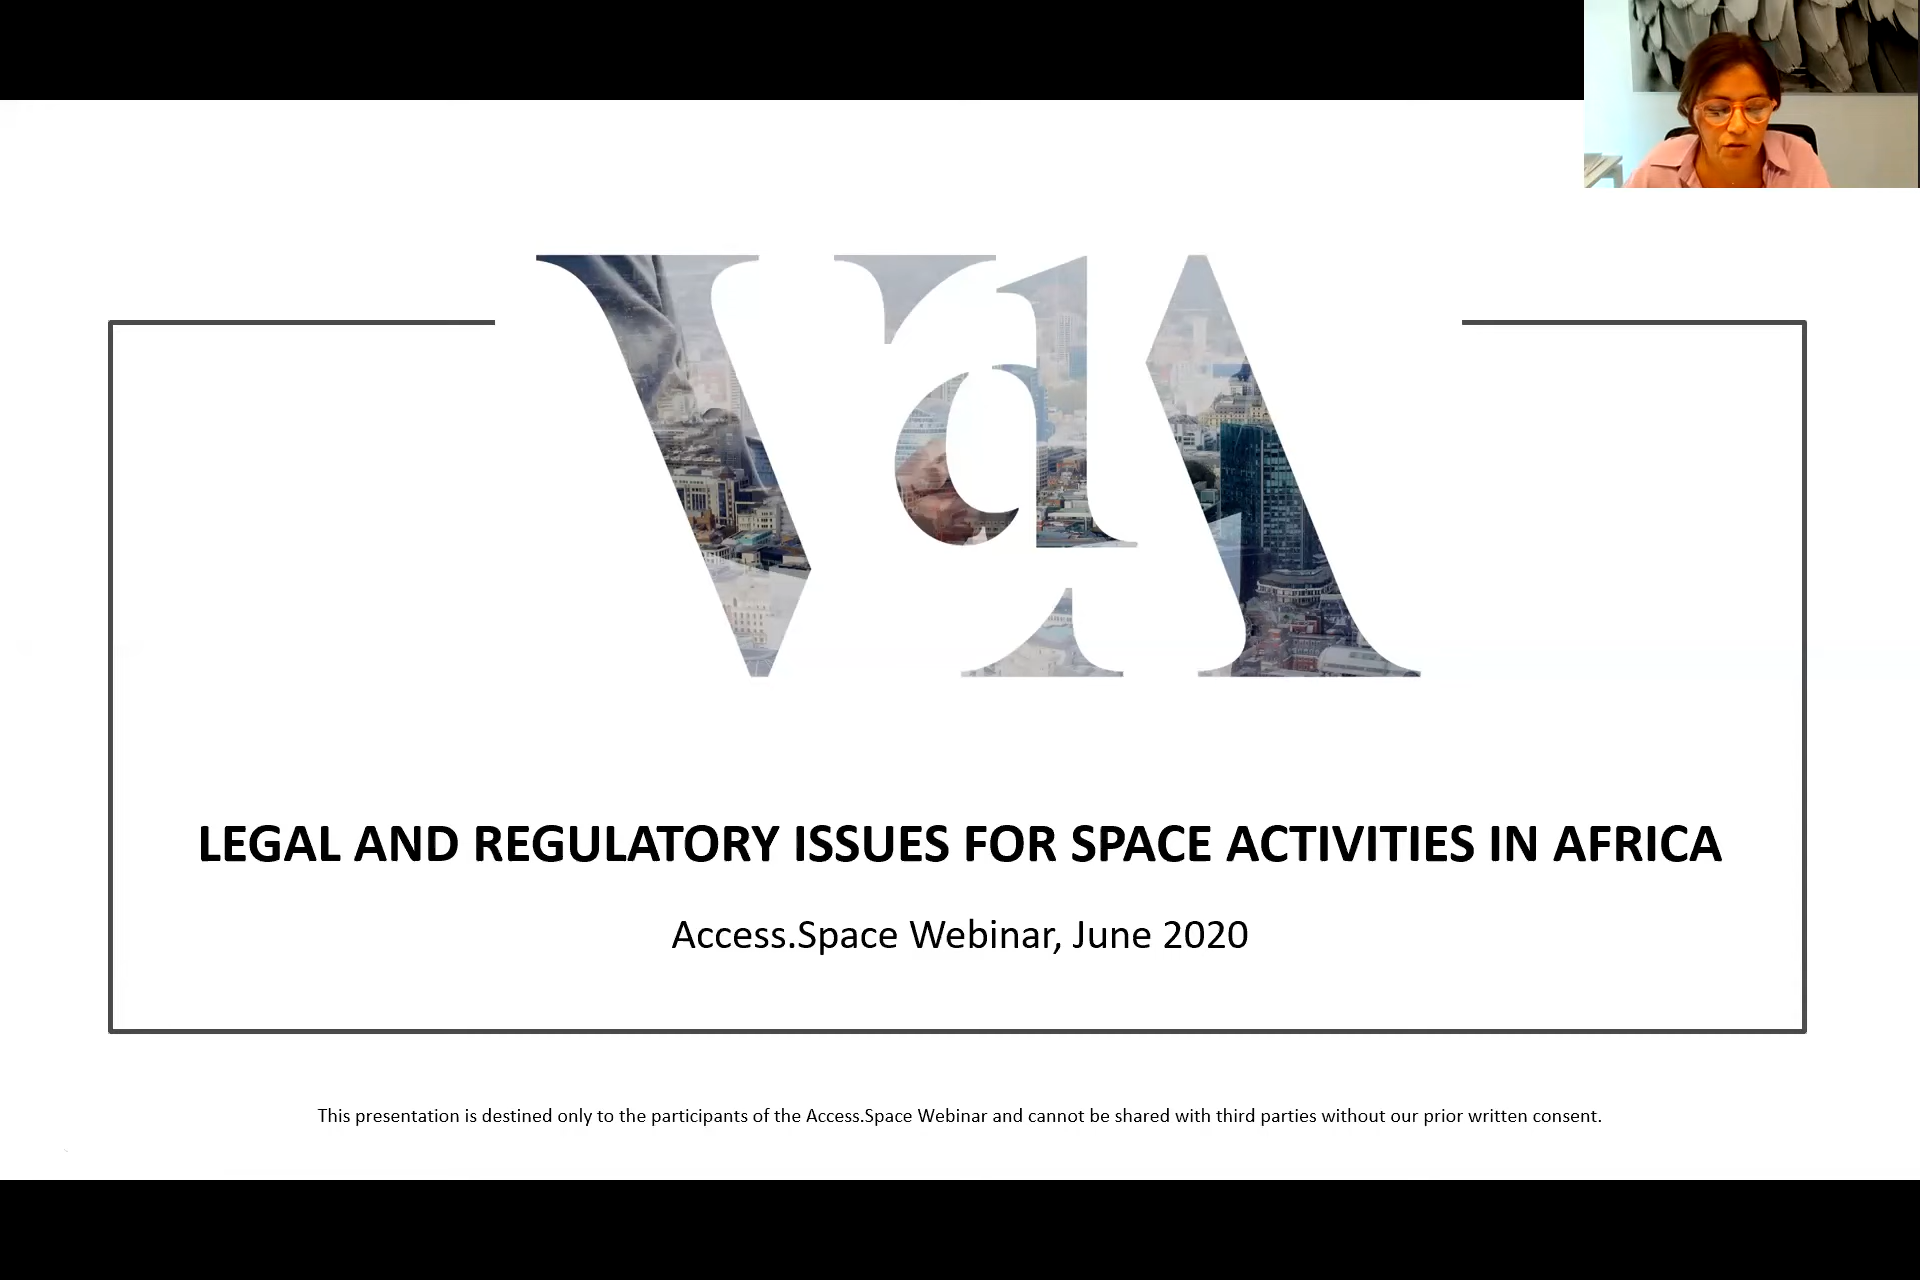 VdA
LEGAL AND REGULATORY ISSUES FOR SPACE ACTIVITIES IN AFRICA
Access.Space Webinar, June 2020
This presentation is destined only to the participants of the Access.Space Webinar and cannot be shared with third parties without our prior written consent.